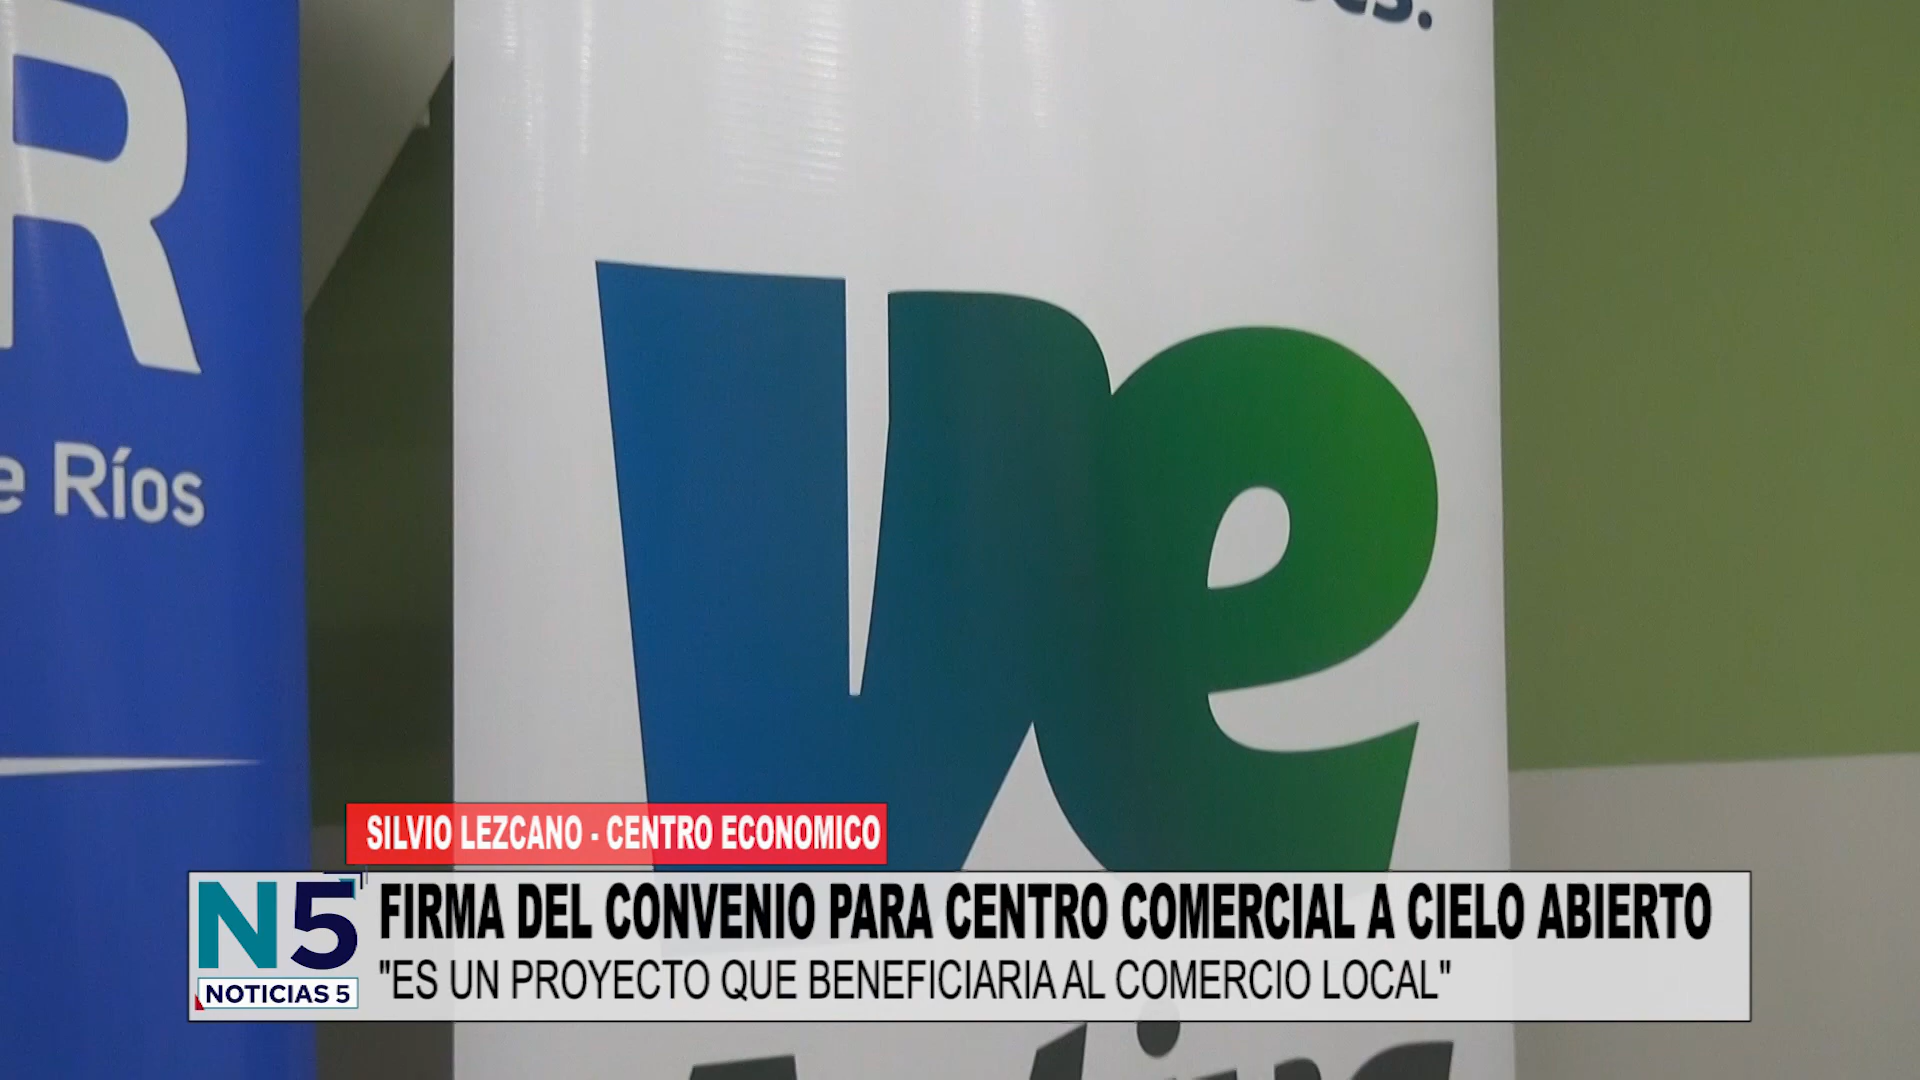 R
e Ríos
ve
SILVIO LEZCANO - CENTRO ECONOMICO
N5
NOTICIAS 5
FIRMA DEL CONVENIO PARA CENTRO COMERCIAL A CIELO ABIERTO
"ES UN PROYECTO QUE BENEFICIARIA AL COMERCIO LOCAL"